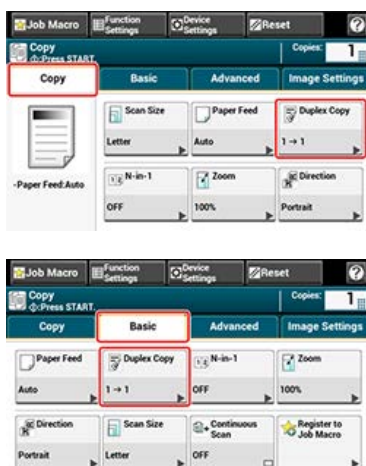 Job Macro Function Settings Device Settings Reset ?
Copy Copies: 1
Press START.
Copy Basic Advanced Image Settings
Scan Size Paper Feed Duplex Copy
Letter Auto 1 → 1
-Paper Feed:Auto
N-in-1 Zoom Direction
OFF 100% Portrait
Job Macro Function Settings Device Settings Reset ?
Copy Copies: 1
Press START.
Copy Basic Advanced Image Settings
Paper Feed Duplex Copy N-in-1 Zoom
Auto 1 → 1 OFF 100%
Direction Scan Size Continuous Scan Register to Job Macro
Portrait Letter OFF